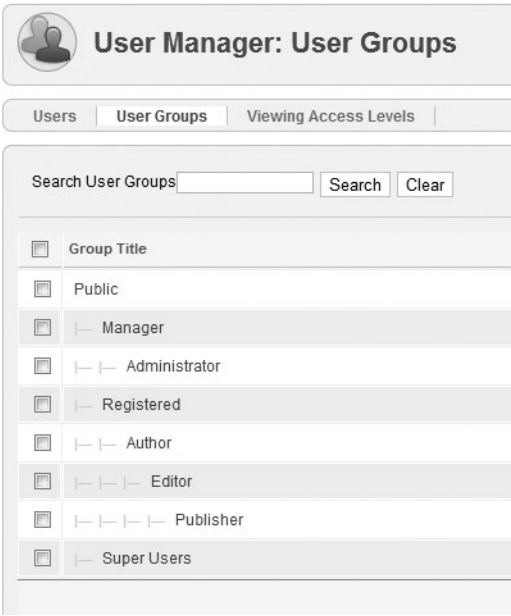 User Manager: User Groups
Users User Groups Viewing Access Levels
Search User Groups Search Clear
Group Title
Public
|— Manager
|— |— Administrator
|— Registered
|— |— Author
|— |— |— Editor
|— |— |— |— Publisher
|— Super Users